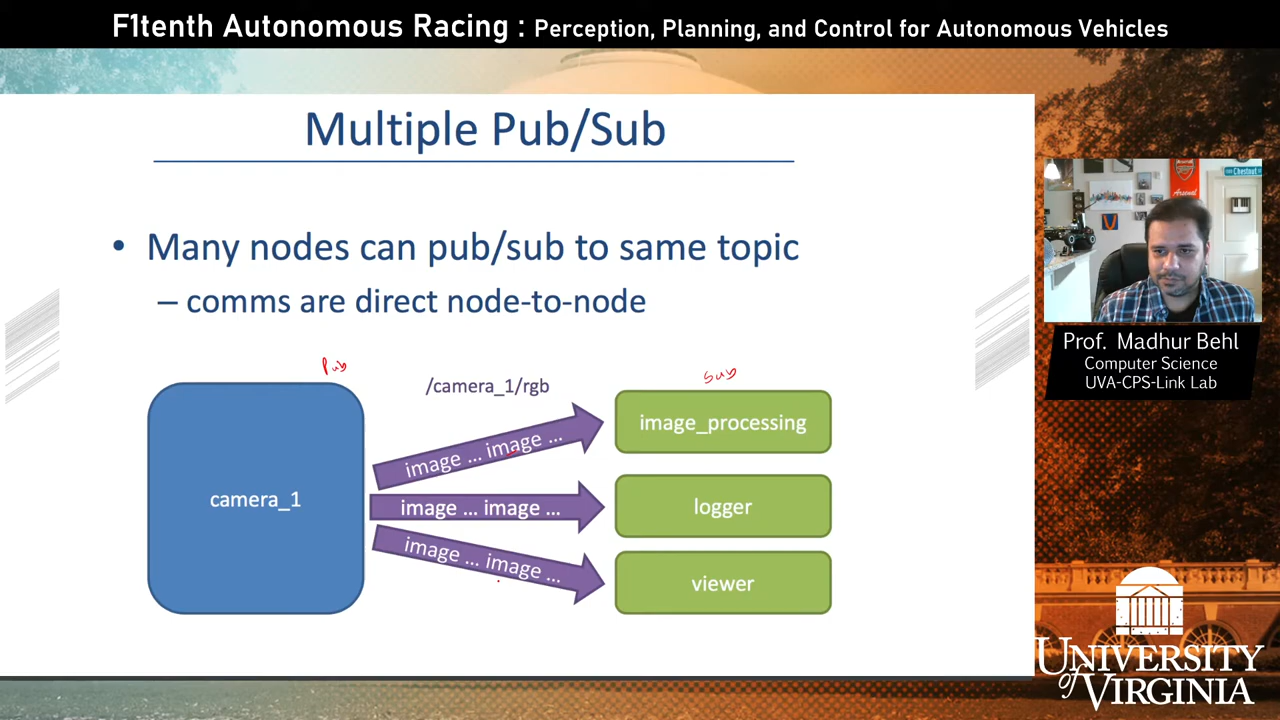 F1tenth Autonomous Racing : Perception, Planning, and Control for Autonomous Vehicles
Multiple Pub/Sub
• Many nodes can pub/sub to same topic
– comms are direct node-to-node
Pub
/camera_1/rgb
Sub
camera_1
image ... image ...
image ... image ...
image ... image ...
image_processing
logger
viewer
Chestnut
Arsenal
Prof. Madhur Behl
Computer Science
UVA-CPS-Link Lab
UNIVERSITY
of VIRGINIA